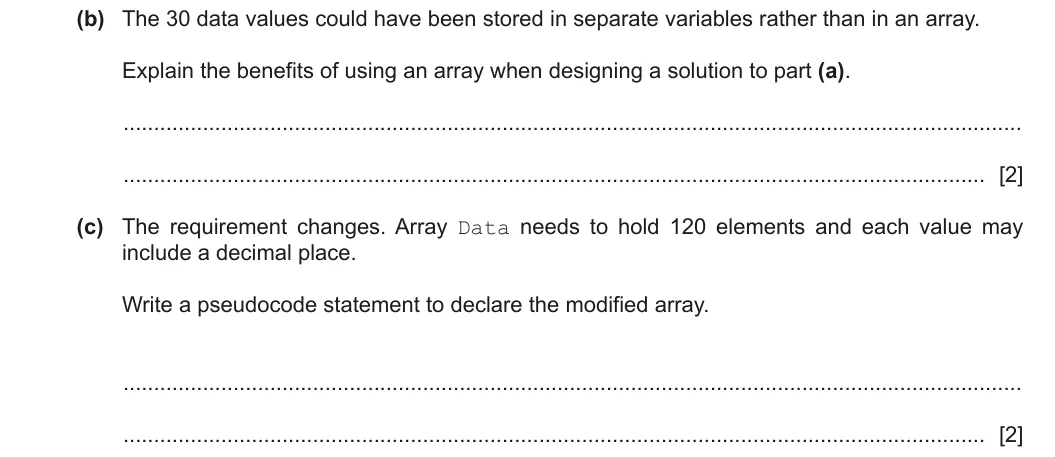 (b) The 30 data values could have been stored in separate variables rather than in an array.
Explain the benefits of using an array when designing a solution to part (a).
..........................................................................................................................................................
.................................................................................................................................................... [2]
(c) The requirement changes. Array Data needs to hold 120 elements and each value may
include a decimal place.
Write a pseudocode statement to declare the modified array.
..........................................................................................................................................................
.................................................................................................................................................... [2]